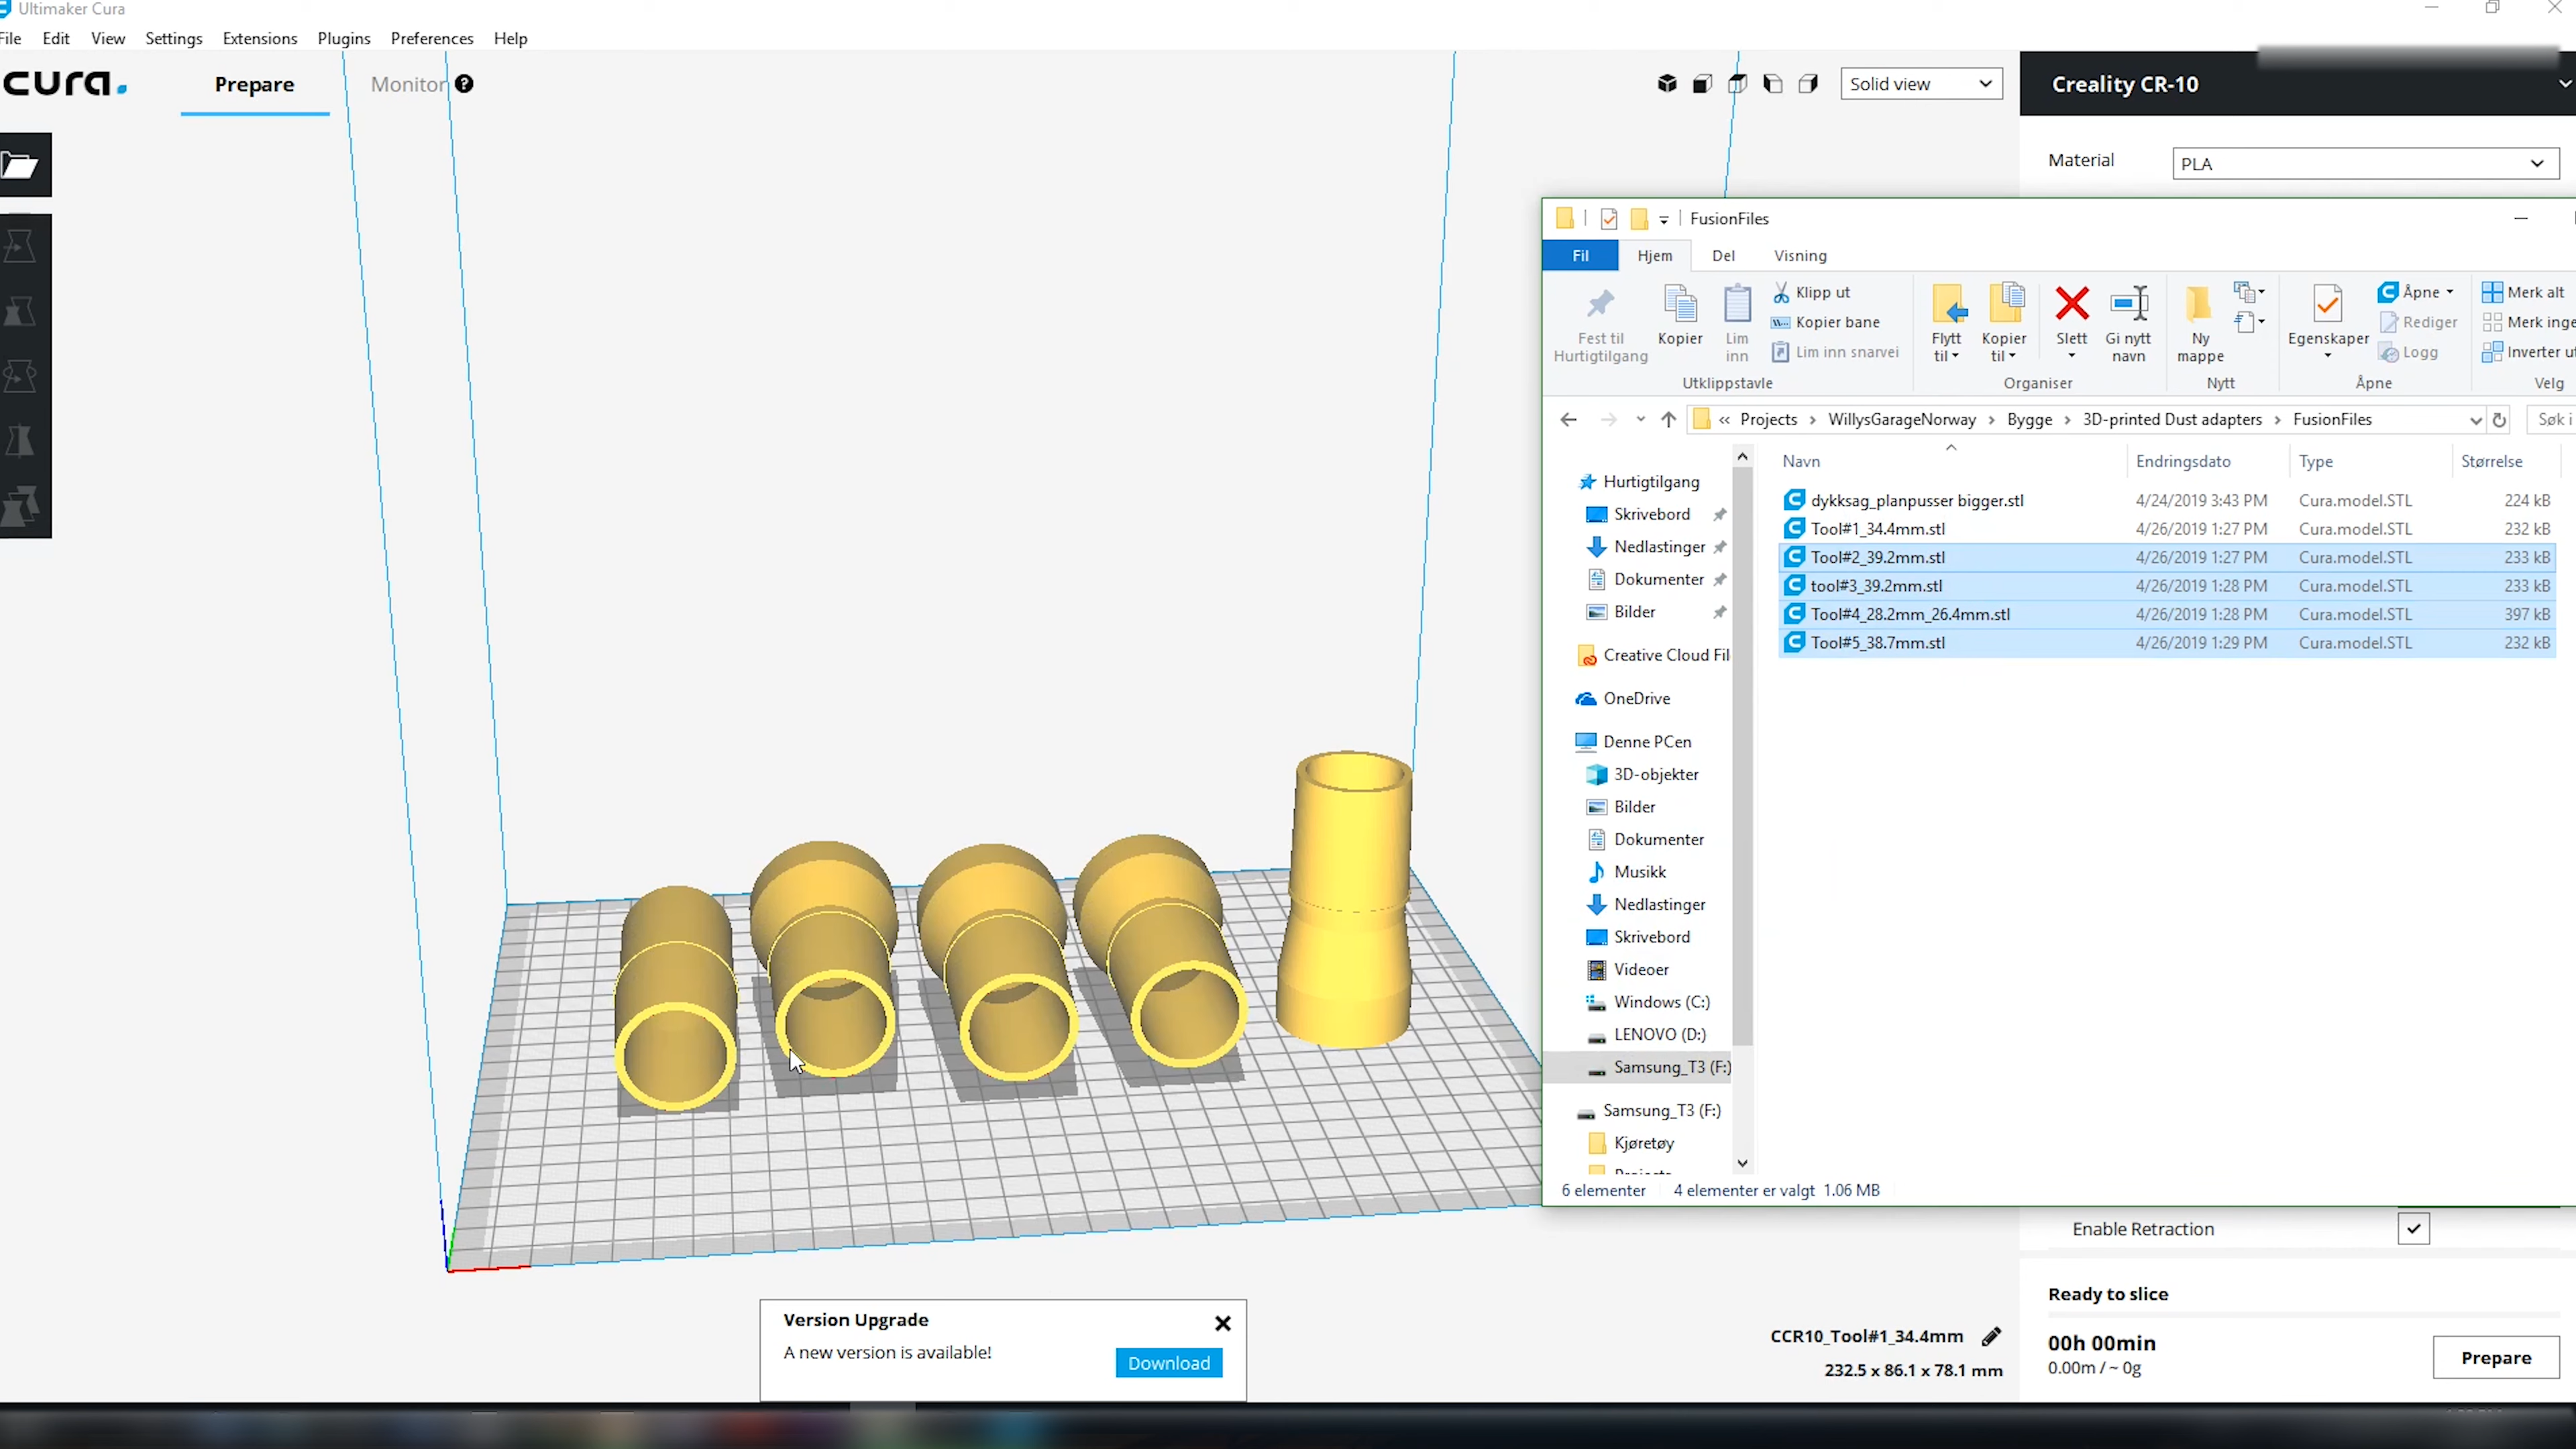 Ultimaker Cura
File Edit View Settings Extensions Plugins Preferences Help
cura.
Prepare
Monitor ?
Solid view
Creality CR-10
Material
PLA
FusionFiles
Fil Hjem Del Visning
Fest til
Hurtigtilgang
Kopier
Lim
inn
Klipp ut
Kopier bane
Lim inn snarvei
Utklippstavle
Flytt
til
Kopier
til
Slett
Gi nytt
navn
Organiser
Ny
mappe
Nytt
Egenskaper
Åpne
Rediger
Logg
Åpne
Merk alt
Merk inge
Inverter ut
Velg
« Projects > WillysGarageNorway > Bygge > 3D-printed Dust adapters > FusionFiles
Søk i
Navn Endringsdato Type Størrelse
dykksag_planpusser bigger.stl 4/24/2019 3:43 PM Cura.model.STL 224 kB
Tool#1_34.4mm.stl 4/26/2019 1:27 PM Cura.model.STL 232 kB
Tool#2_39.2mm.stl 4/26/2019 1:27 PM Cura.model.STL 233 kB
tool#3_39.2mm.stl 4/26/2019 1:28 PM Cura.model.STL 233 kB
Tool#4_28.2mm_26.4mm.stl 4/26/2019 1:28 PM Cura.model.STL 397 kB
Tool#5_38.7mm.stl 4/26/2019 1:29 PM Cura.model.STL 232 kB
Hurtigtilgang
Skrivebord
Nedlastinger
Dokumenter
Bilder
Creative Cloud Fil
OneDrive
Denne PCen
3D-objekter
Bilder
Dokumenter
Musikk
Nedlastinger
Skrivebord
Videoer
Windows (C:)
LENOVO (D:)
Samsung_T3 (F:)
Samsung_T3 (F:)
Kjøretøy
6 elementer 4 elementer er valgt 1.06 MB
Enable Retraction
Ready to slice
00h 00min
0.00m / ~ 0g
Prepare
CCR10_Tool#1_34.4mm
232.5 x 86.1 x 78.1 mm
Version Upgrade
A new version is available!
Download